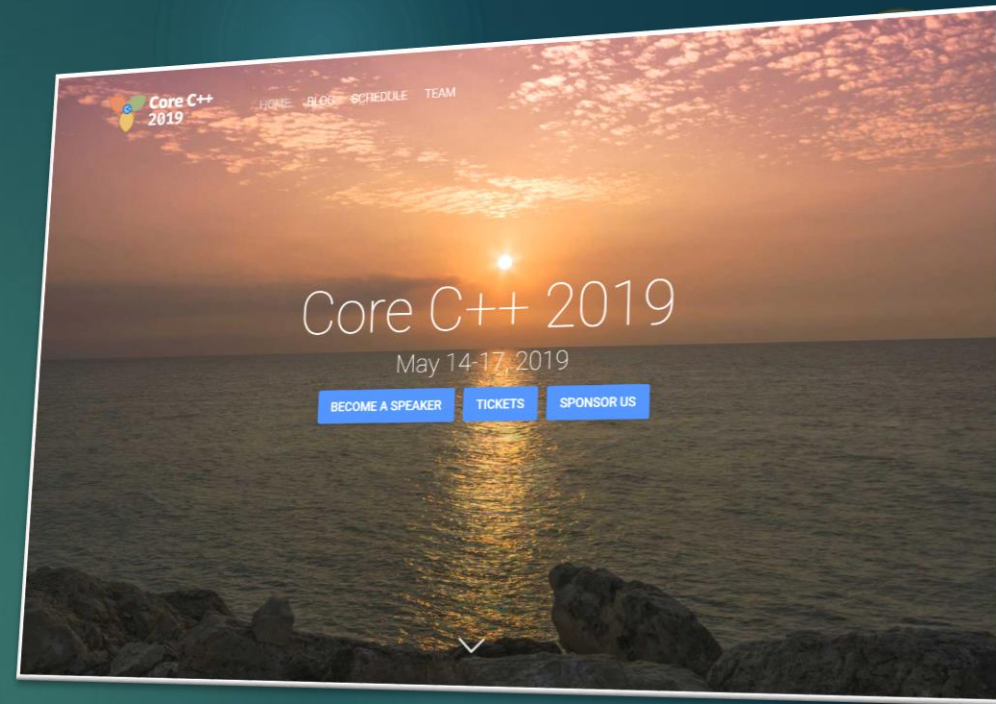 Core C++
2019
HOME BLOG SCHEDULE TEAM
Core C++ 2019
May 14-17, 2019
BECOME A SPEAKER TICKETS SPONSOR US